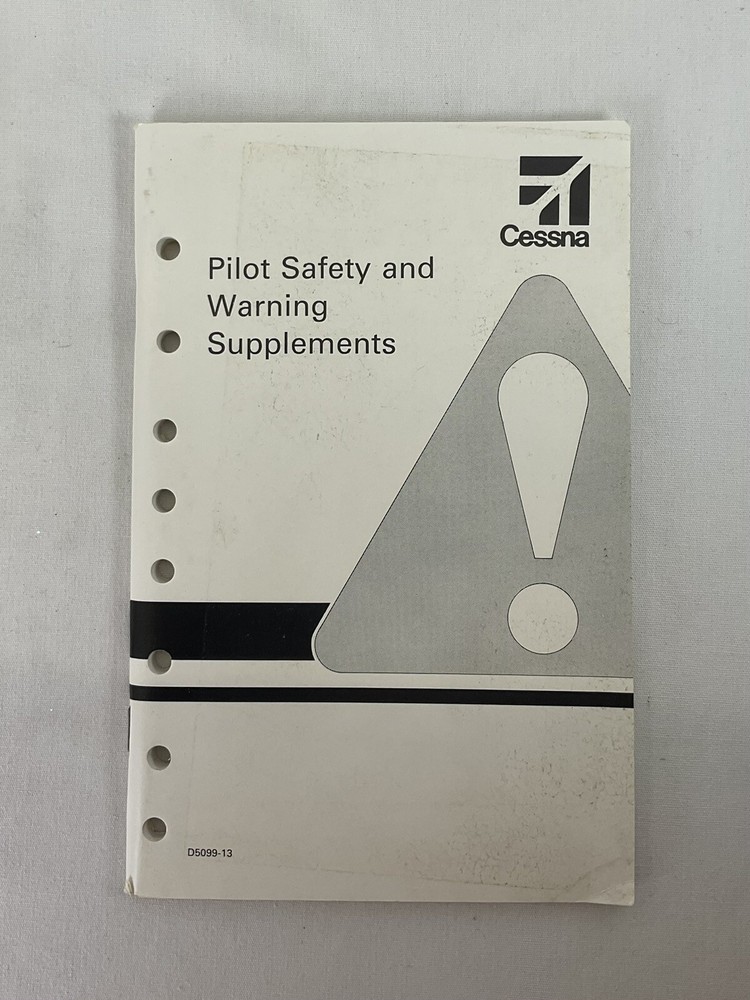 Cessna
Pilot Safety and
Warning
Supplements
D5099-13